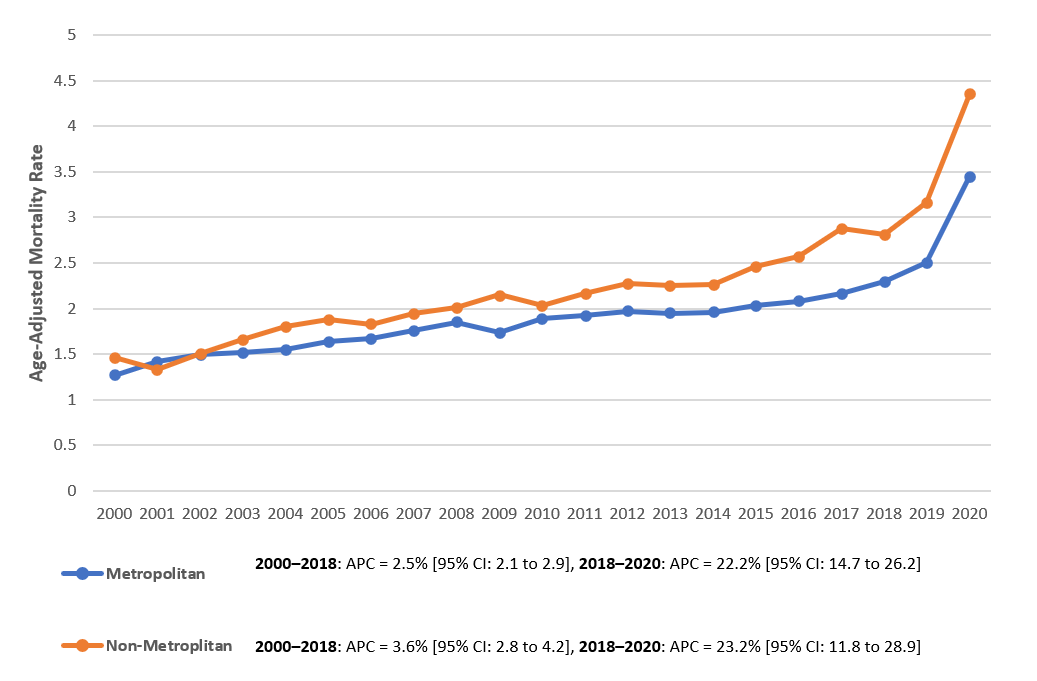 5
4.5
4
3.5
3
2.5
2
1.5
1
0.5
0
Age-Adjusted Mortality Rate
2000 2001 2002 2003 2004 2005 2006 2007 2008 2009 2010 2011 2012 2013 2014 2015 2016 2017 2018 2019 2020
Metropolitan
2000–2018: APC = 2.5% [95% CI: 2.1 to 2.9], 2018–2020: APC = 22.2% [95% CI: 14.7 to 26.2]
Non-Metroplitan
2000–2018: APC = 3.6% [95% CI: 2.8 to 4.2], 2018–2020: APC = 23.2% [95% CI: 11.8 to 28.9]